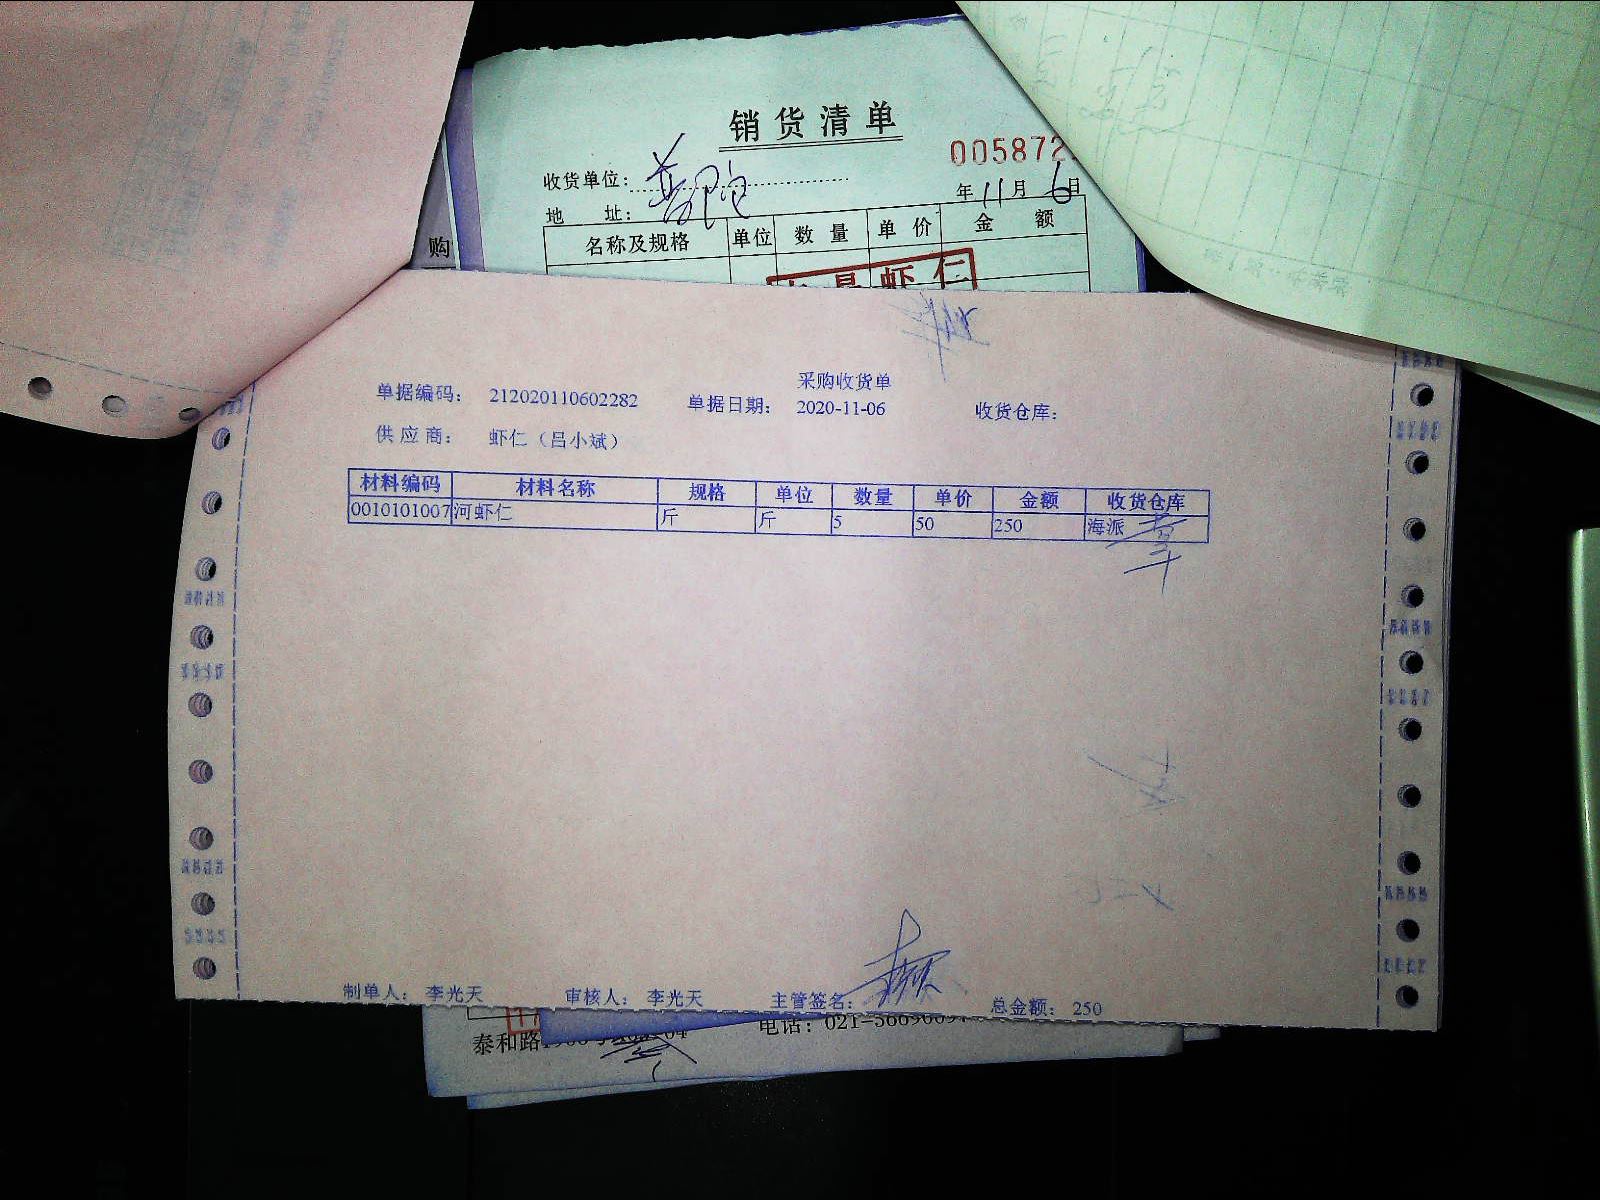 销货清单
005872
收货单位：
年11月6日
地 址：
名称及规格 单位 数量 单价 金额
虾仁
购
采购收货单
单据编码： 212020110602282 单据日期： 2020-11-06 收货仓库：
供应商： 虾仁（吕小斌）
材料编码 材料名称 规格 单位 数量 单价 金额 收货仓库
0010101007 河虾仁 斤 斤 5 50 250 海派
制单人： 李光天 审核人： 李光天 主管签名： 总金额： 250
泰和路 电话：021-